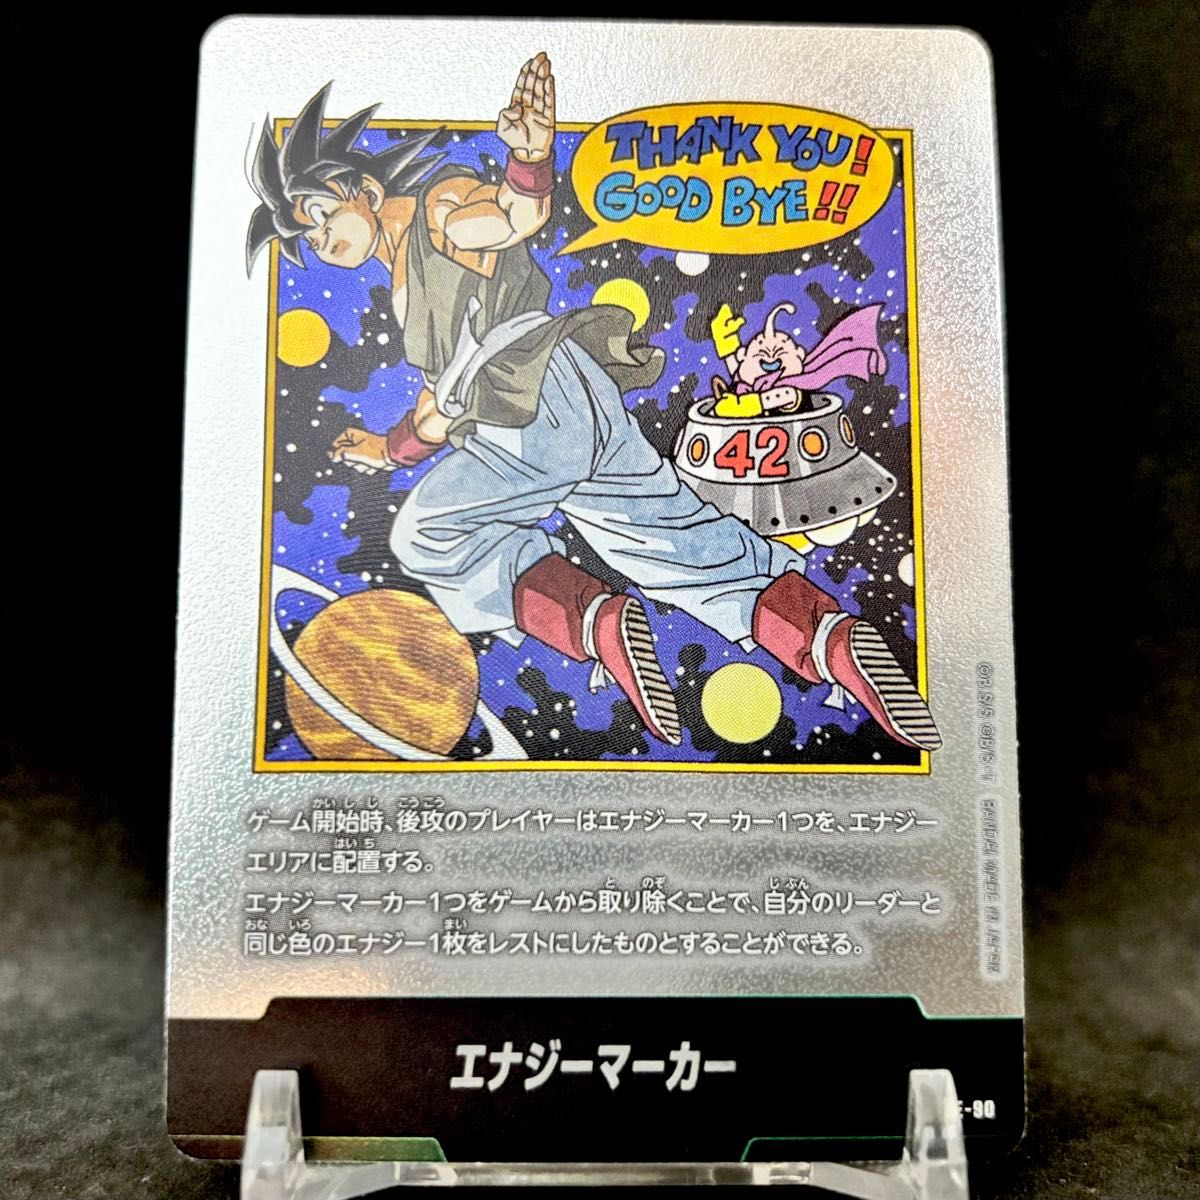 THANK YOU!
GOOD BYE!!
42
ゲーム開始時、後攻のプレイヤーはエナジーマーカー1つを、エナジー
エリアに配置する。
エナジーマーカー1つをゲームから取り除くことで、自分のリーダーと
同じ色のエナジー1枚をレストにしたものとすることができる。
エナジーマーカー
E-90